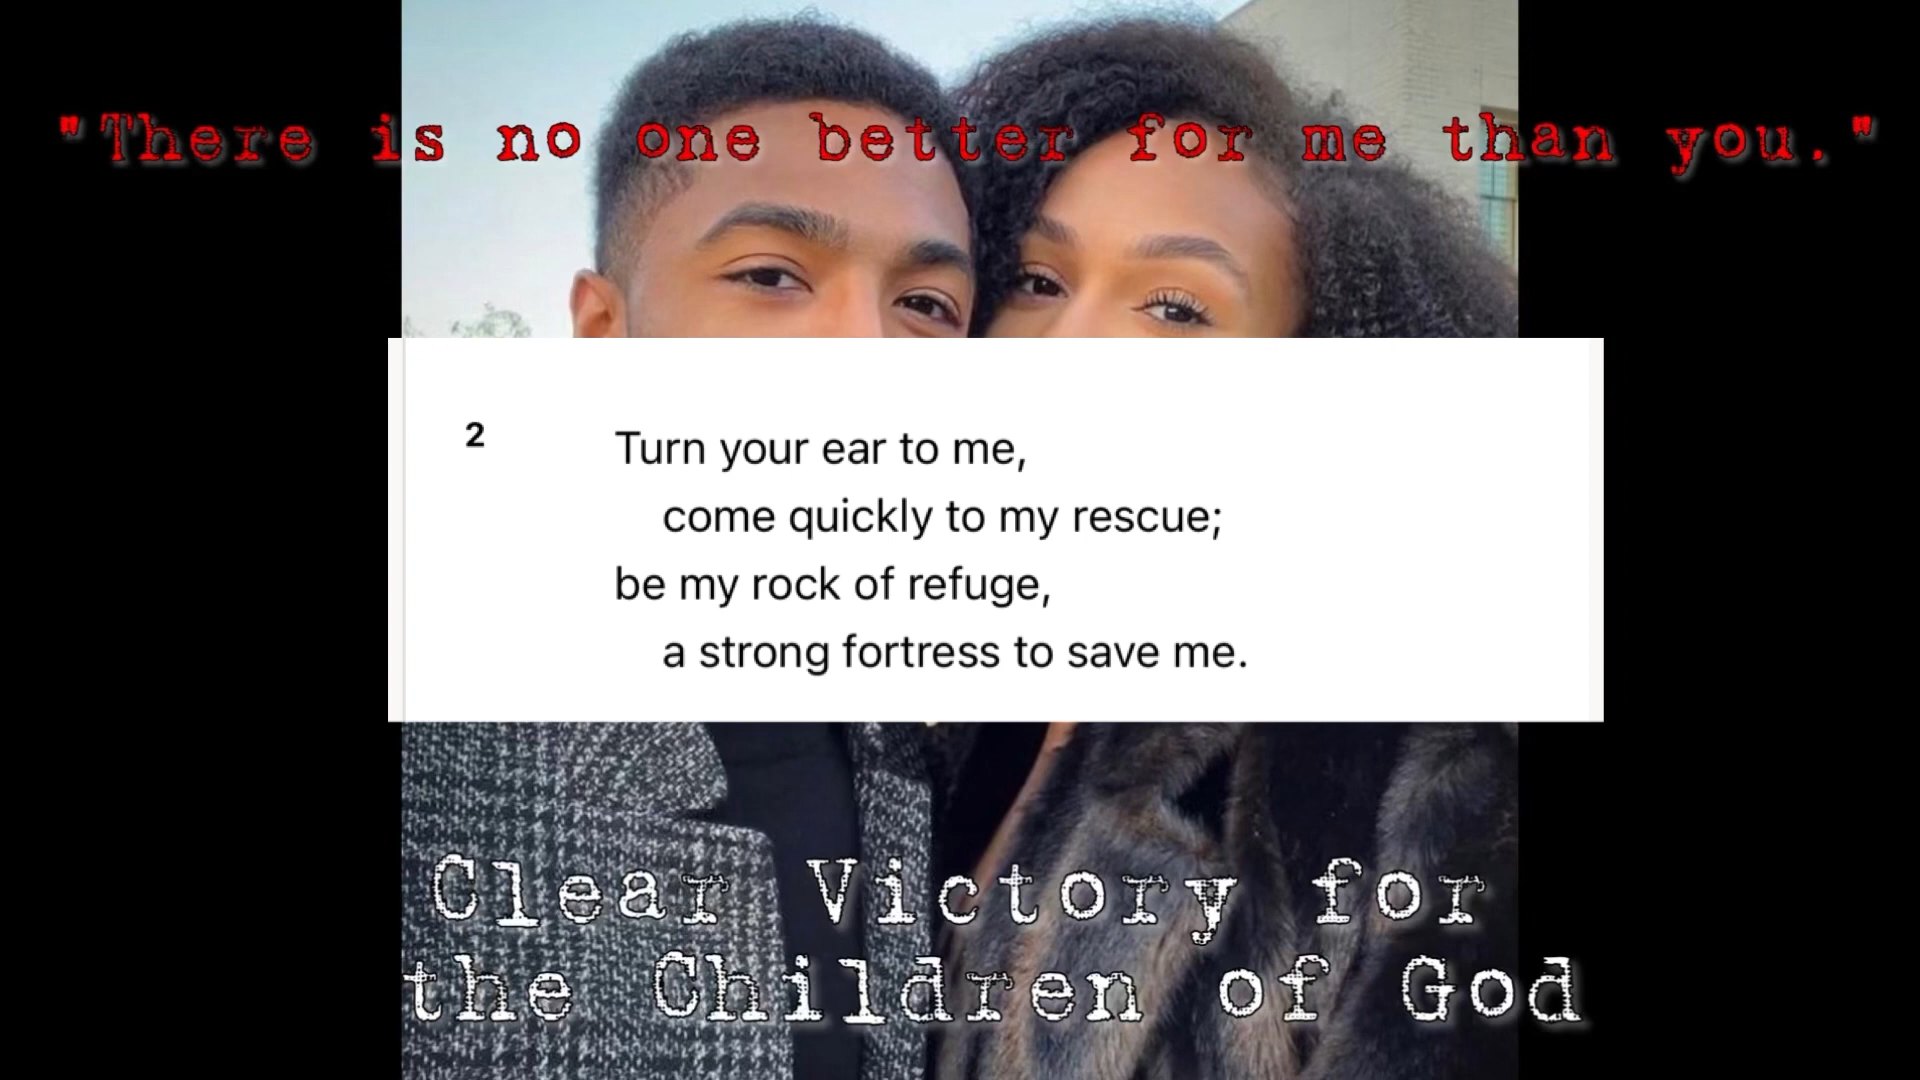 "There is no one better for me than you."
2 Turn your ear to me,
come quickly to my rescue;
be my rock of refuge,
a strong fortress to save me.
Clear Victory for
the Children of God